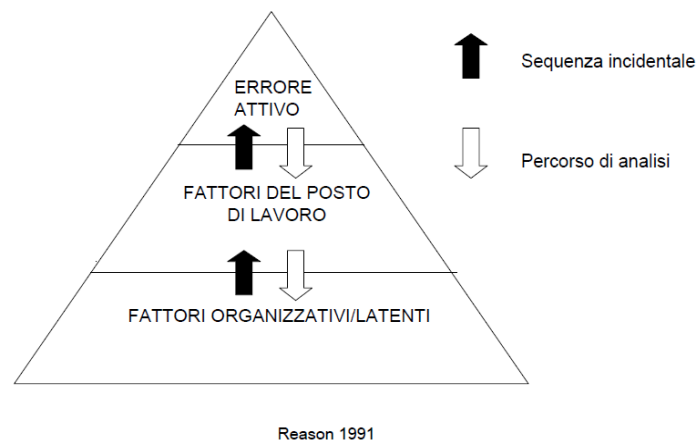 ERRORE
ATTIVO
FATTORI DEL POSTO
DI LAVORO
FATTORI ORGANIZZATIVI/LATENTI
Sequenza incidentale
Percorso di analisi
Reason 1991